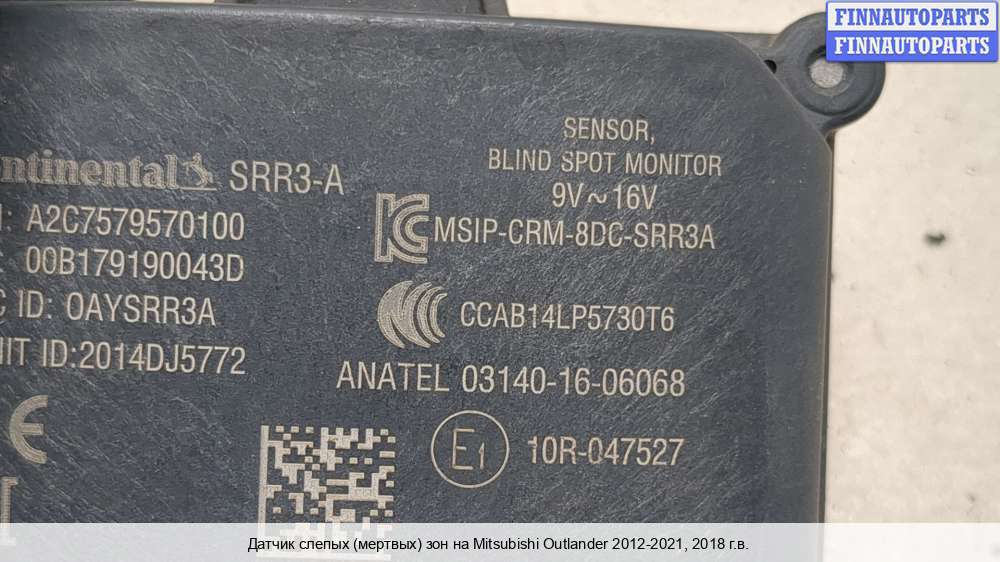 FINNAUTOPARTS
FINNAUTOPARTS
SENSOR,
BLIND SPOT MONITOR
9V~16V
ntinental SRR3-A
MSIP-CRM-8DC-SRR3A
: A2C7579570100
00B179190043D
C ID: OAYSRR3A
CCAB14LP5730T6
IIT ID:2014DJ5772
ANATEL 03140-16-06068
E1 10R-047527
Датчик слепых (мертвых) зон на Mitsubishi Outlander 2012-2021, 2018 г.в.